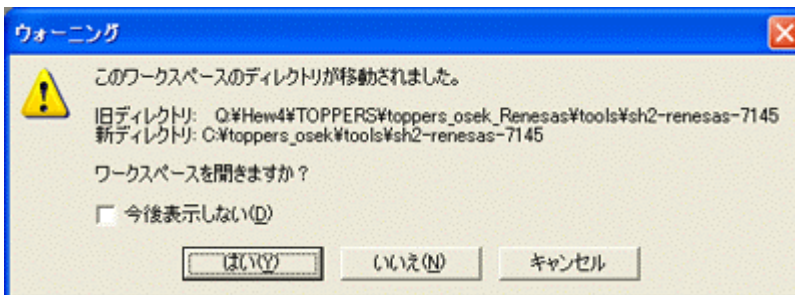 ウォーニング
このワークスペースのディレクトリが移動されました。
旧ディレクトリ: Q:¥Hew4¥TOPPERS¥toppers_osek_Renesas¥tools¥sh2-renesas-7145
新ディレクトリ: C:¥toppers_osek¥tools¥sh2-renesas-7145
ワークスペースを開きますか?
今後表示しない(D)
はい(Y) いいえ(N) キャンセル